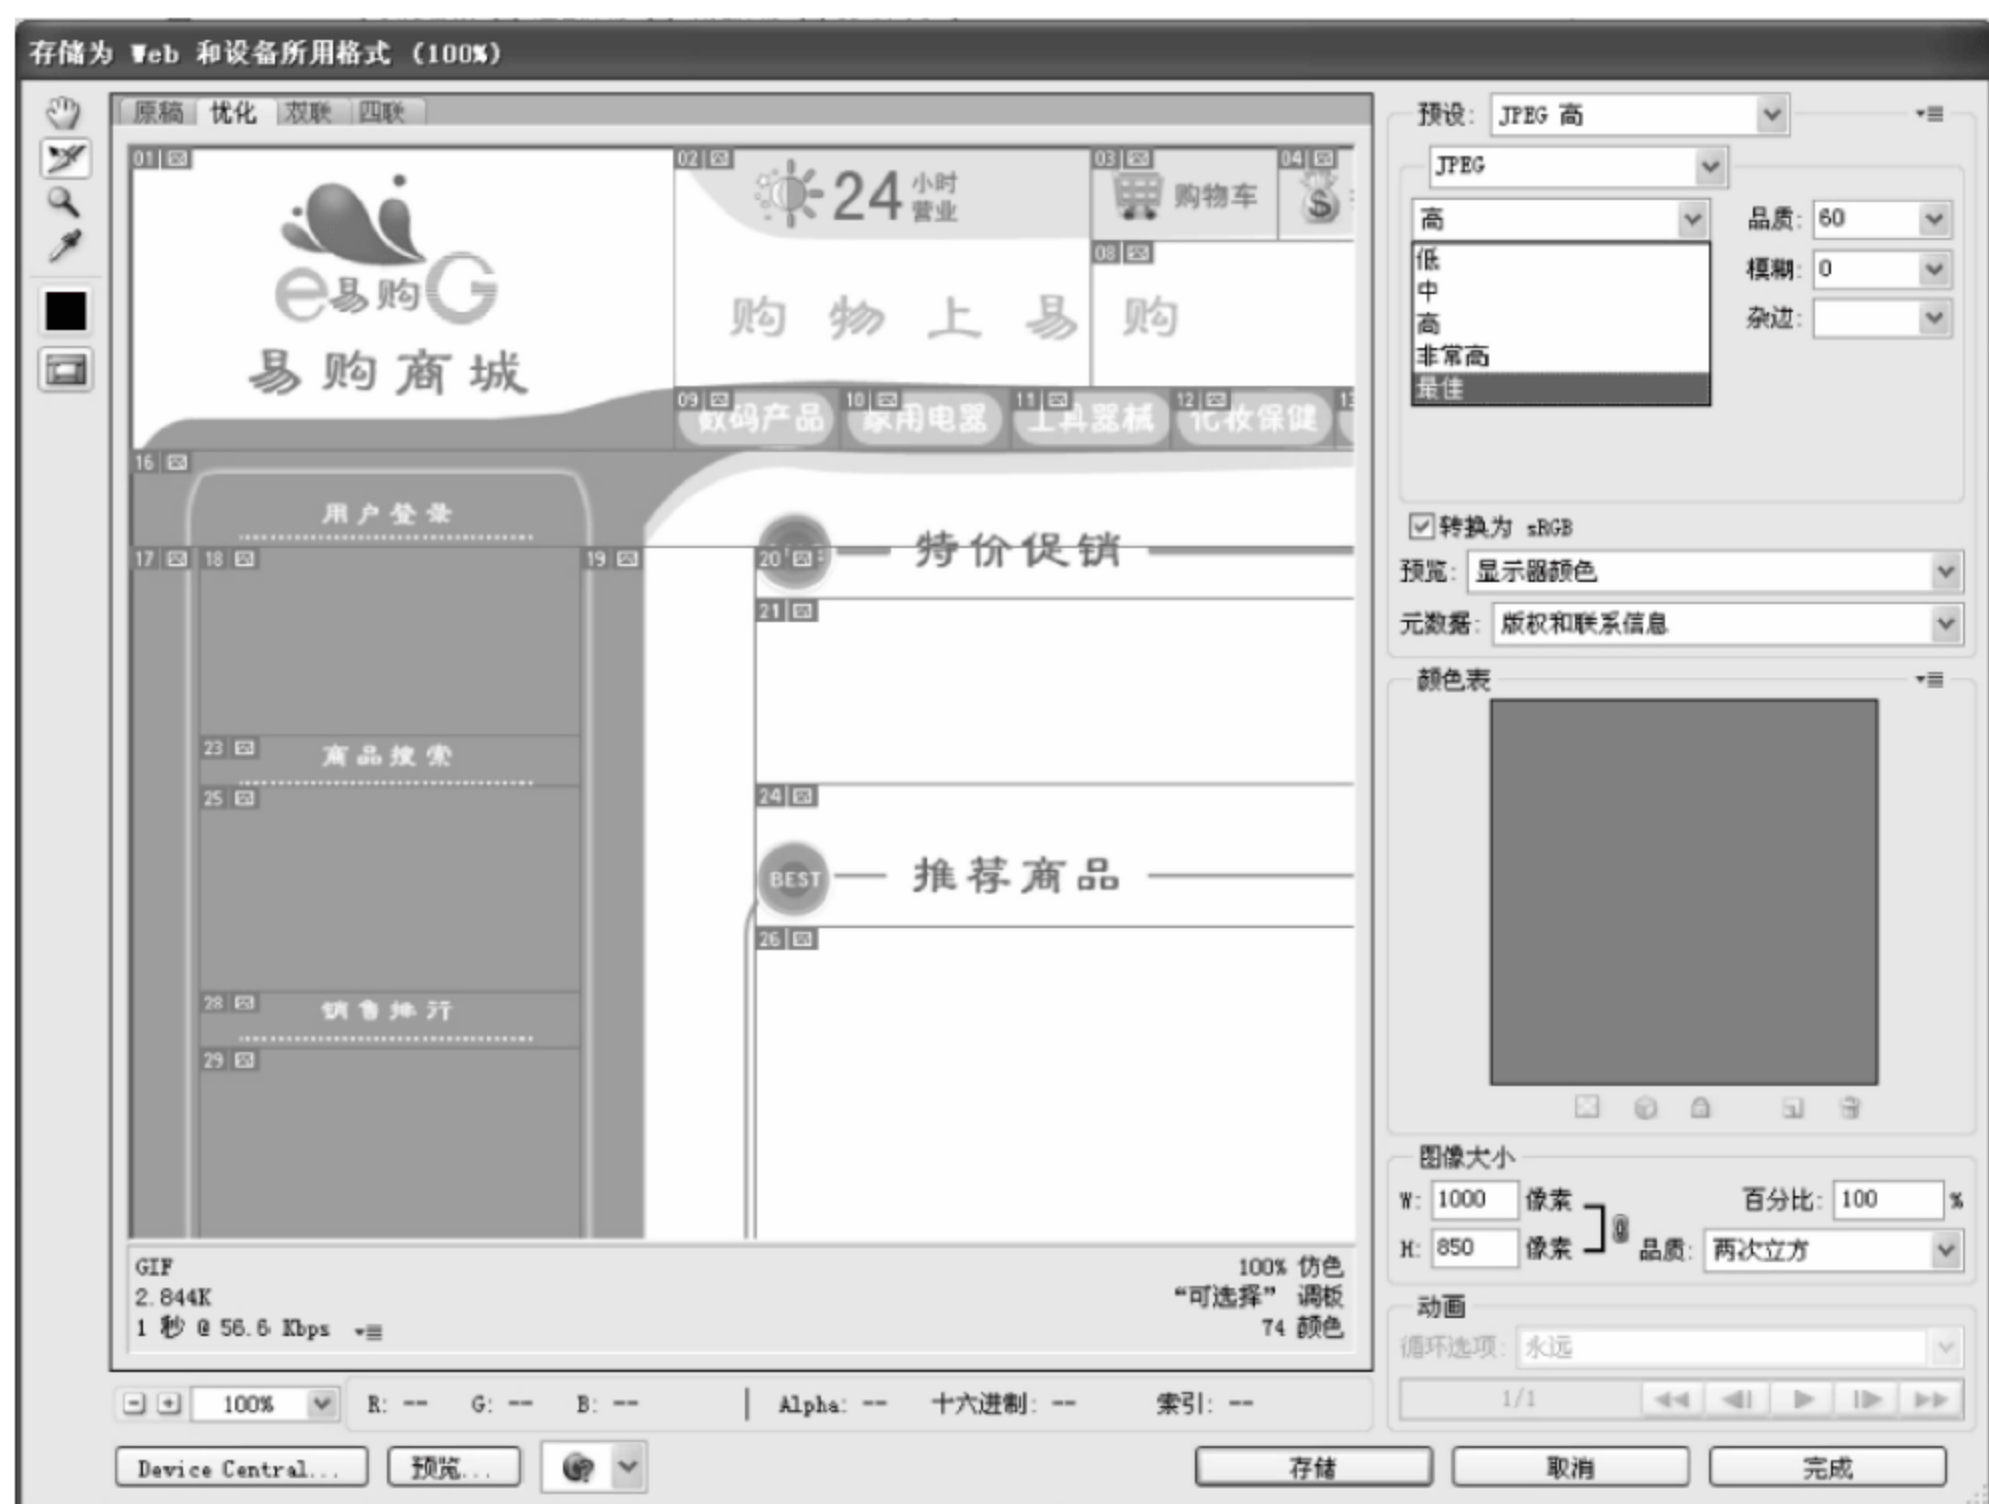 存储为 Web 和设备所用格式 (100%)
原稿 优化 双联 四联
01
02
24 小时营业
03
购物车
04
08
e易购G
易购商城
购物上易购
09 数码产品
10 家用电器
11 工具器械
12 化妆保健
16
用户登录
17 18 19
20
特价促销
21
23 商品搜索
24
25
BEST 推荐商品
26
28 销售排行
29
GIF
2.844K
1 秒 @ 56.6 Kbps
100% 仿色
“可选择” 调板
74 颜色
100% R: -- G: -- B: -- Alpha: -- 十六进制: -- 索引: --
Device Central... 预览...
预设: JPEG 高
JPEG
高 品质: 60
低
中
高
非常高
最佳
模糊: 0
杂边:
转换为 sRGB
预览: 显示器颜色
元数据: 版权和联系信息
颜色表
图像大小
W: 1000 像素 百分比: 100 %
H: 850 像素 品质: 两次立方
动画
循环选项: 永远
1/1
存储 取消 完成